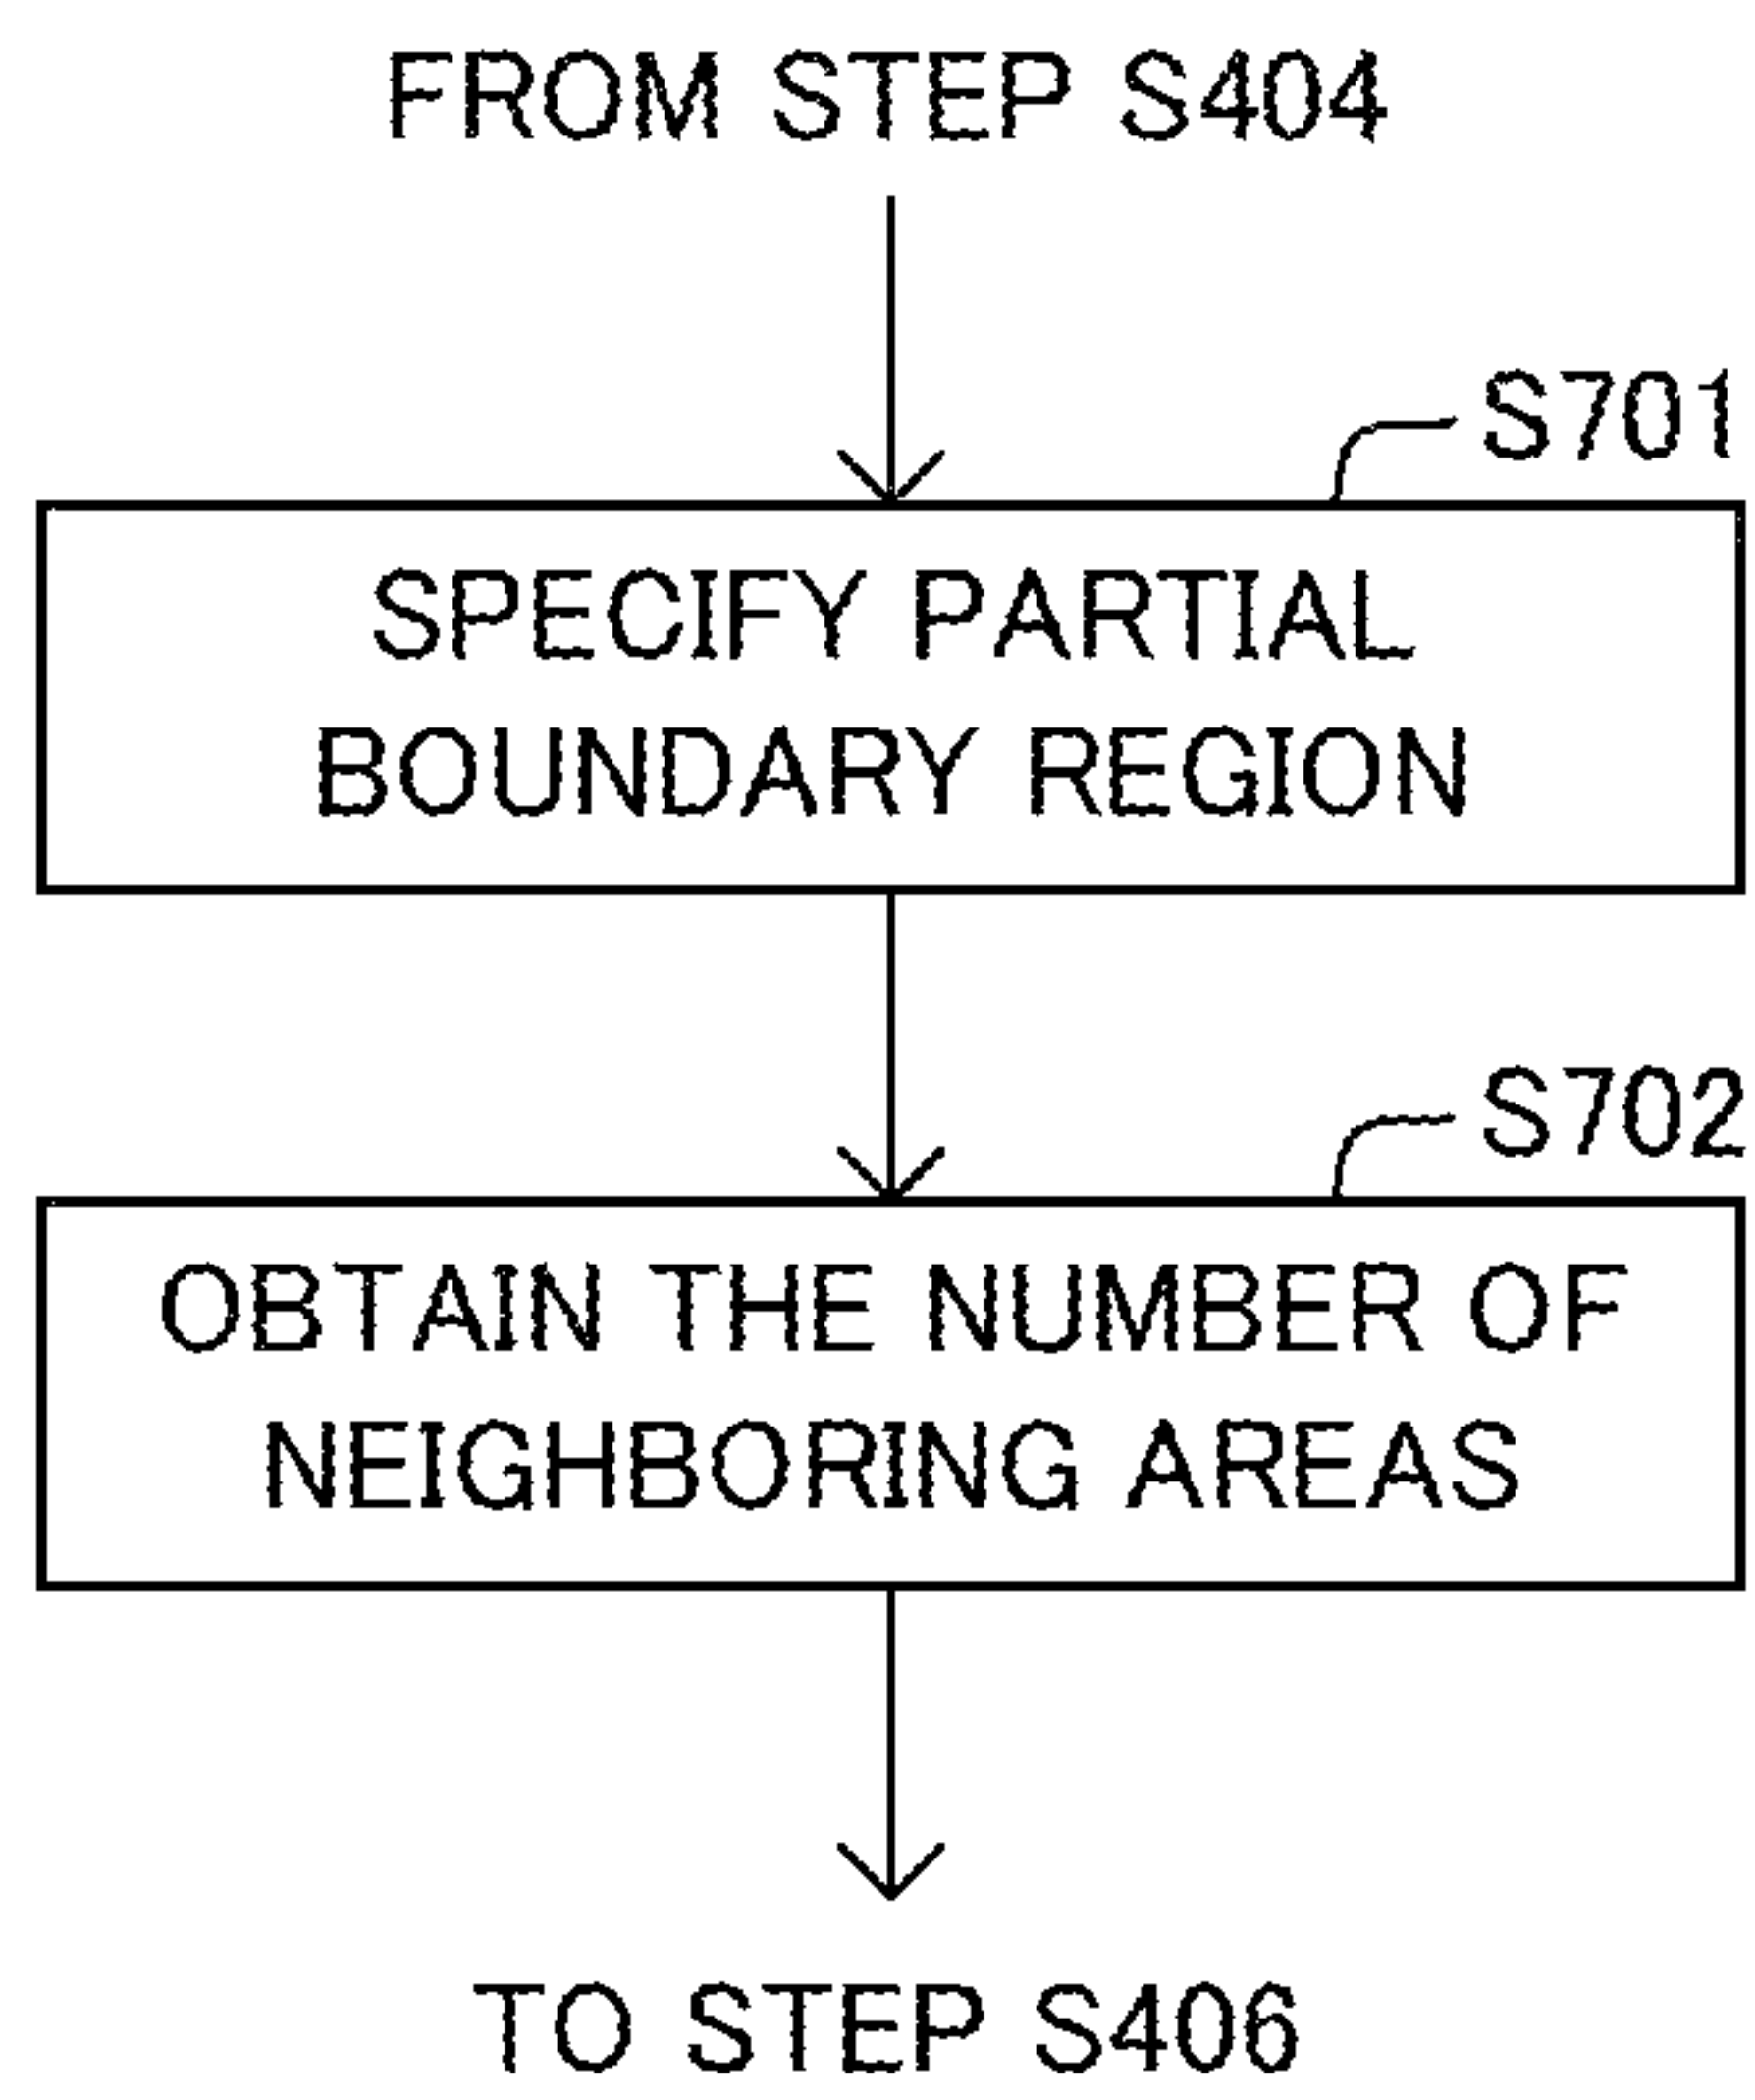 FROM STEP S404
S701
SPECIFY PARTIAL
BOUNDARY REGION
S702
OBTAIN THE NUMBER OF
NEIGHBORING AREAS
TO STEP S406